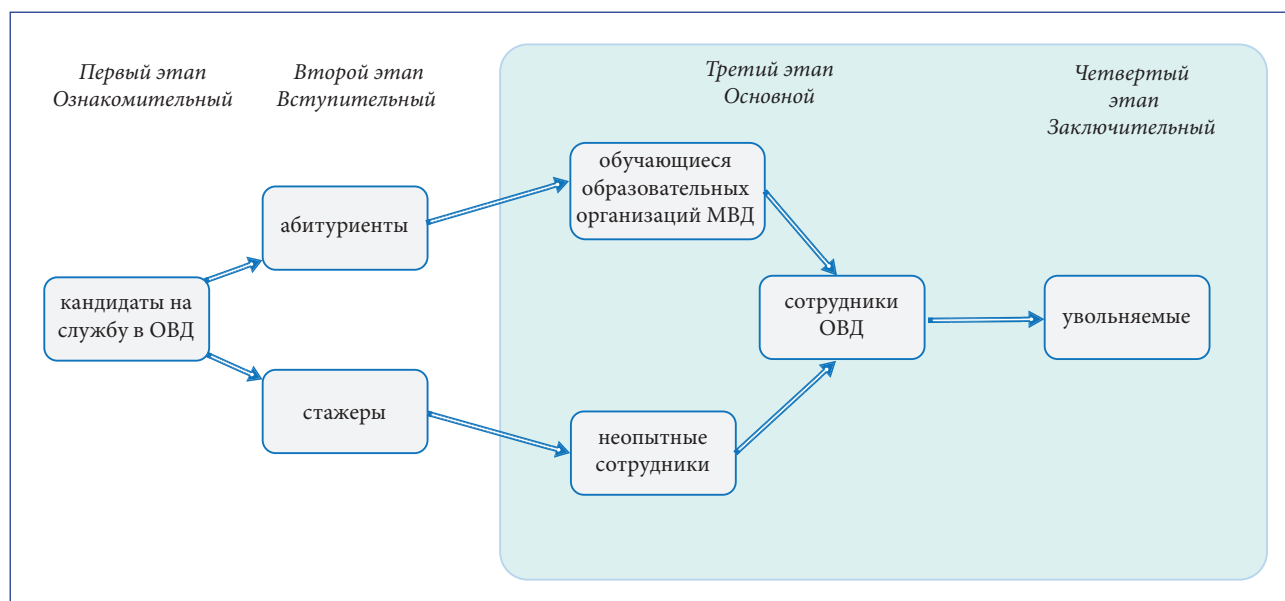 Первый этап
Ознакомительный
Второй этап
Вступительный
Третий этап
Основной
Четвертый
этап
Заключительный
обучающиеся
образовательных
организаций МВД
абитуриенты
кандидаты на
службу в ОВД
сотрудники
ОВД
увольняемые
стажеры
неопытные
сотрудники